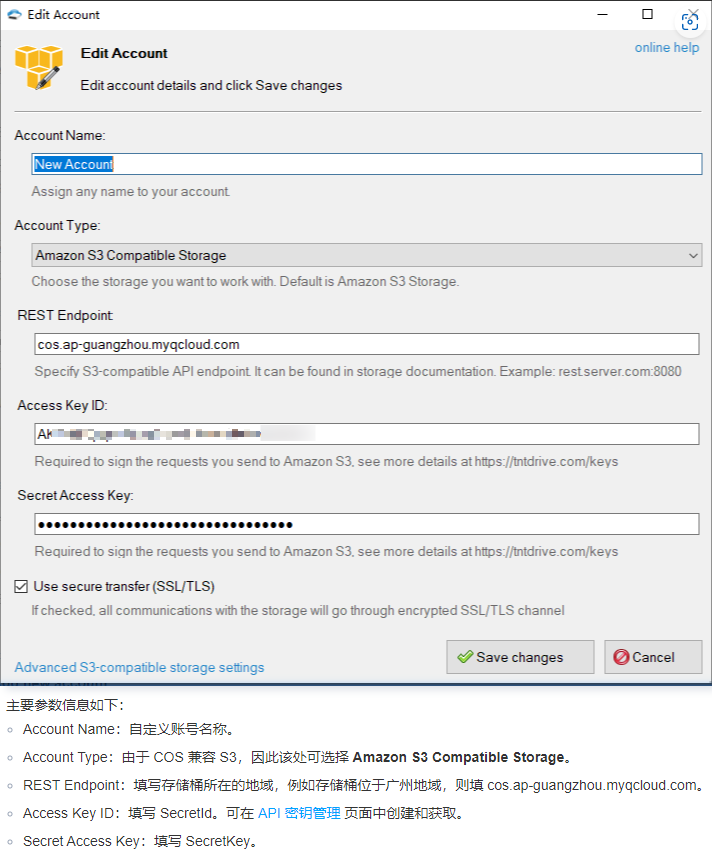 Edit Account
online help
Edit Account
Edit account details and click Save changes
Account Name:
New Account
Assign any name to your account.
Account Type:
Amazon S3 Compatible Storage
Choose the storage you want to work with. Default is Amazon S3 Storage.
REST Endpoint:
cos.ap-guangzhou.myqcloud.com
Specify S3-compatible API endpoint. It can be found in storage documentation. Example: rest.server.com:8080
Access Key ID:
Required to sign the requests you send to Amazon S3, see more details at https://tntdrive.com/keys
Secret Access Key:
●●●●●●●●●●●●●●●●●●●●●●●●●●●●●●●●
Required to sign the requests you send to Amazon S3, see more details at https://tntdrive.com/keys
Use secure transfer (SSL/TLS)
If checked, all communications with the storage will go through encrypted SSL/TLS channel
Advanced S3-compatible storage settings
Save changes
Cancel
主要参数信息如下：
Account Name：自定义账号名称。
Account Type：由于 COS 兼容 S3，因此该处可选择 Amazon S3 Compatible Storage。
REST Endpoint：填写存储桶所在的地域，例如存储桶位于广州地域，则填 cos.ap-guangzhou.myqcloud.com。
Access Key ID：填写 SecretId。可在 API 密钥管理 页面中创建和获取。
Secret Access Key：填写 SecretKey。